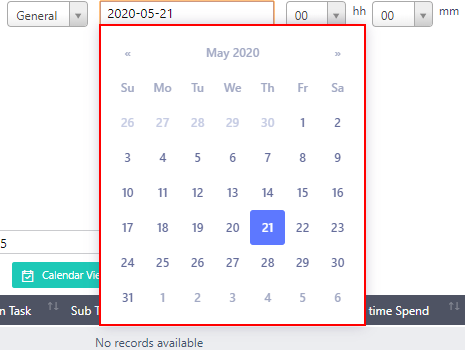 General 2020-05-21 00 hh 00 mm
« May 2020 »
Su Mo Tu We Th Fr Sa
26 27 28 29 30 1 2
3 4 5 6 7 8 9
10 11 12 13 14 15 16
17 18 19 20 21 22 23
5
24 25 26 27 28 29 30
Calendar Vie
31 1 2 3 4 5 6
n Task Sub T time Spend
No records available